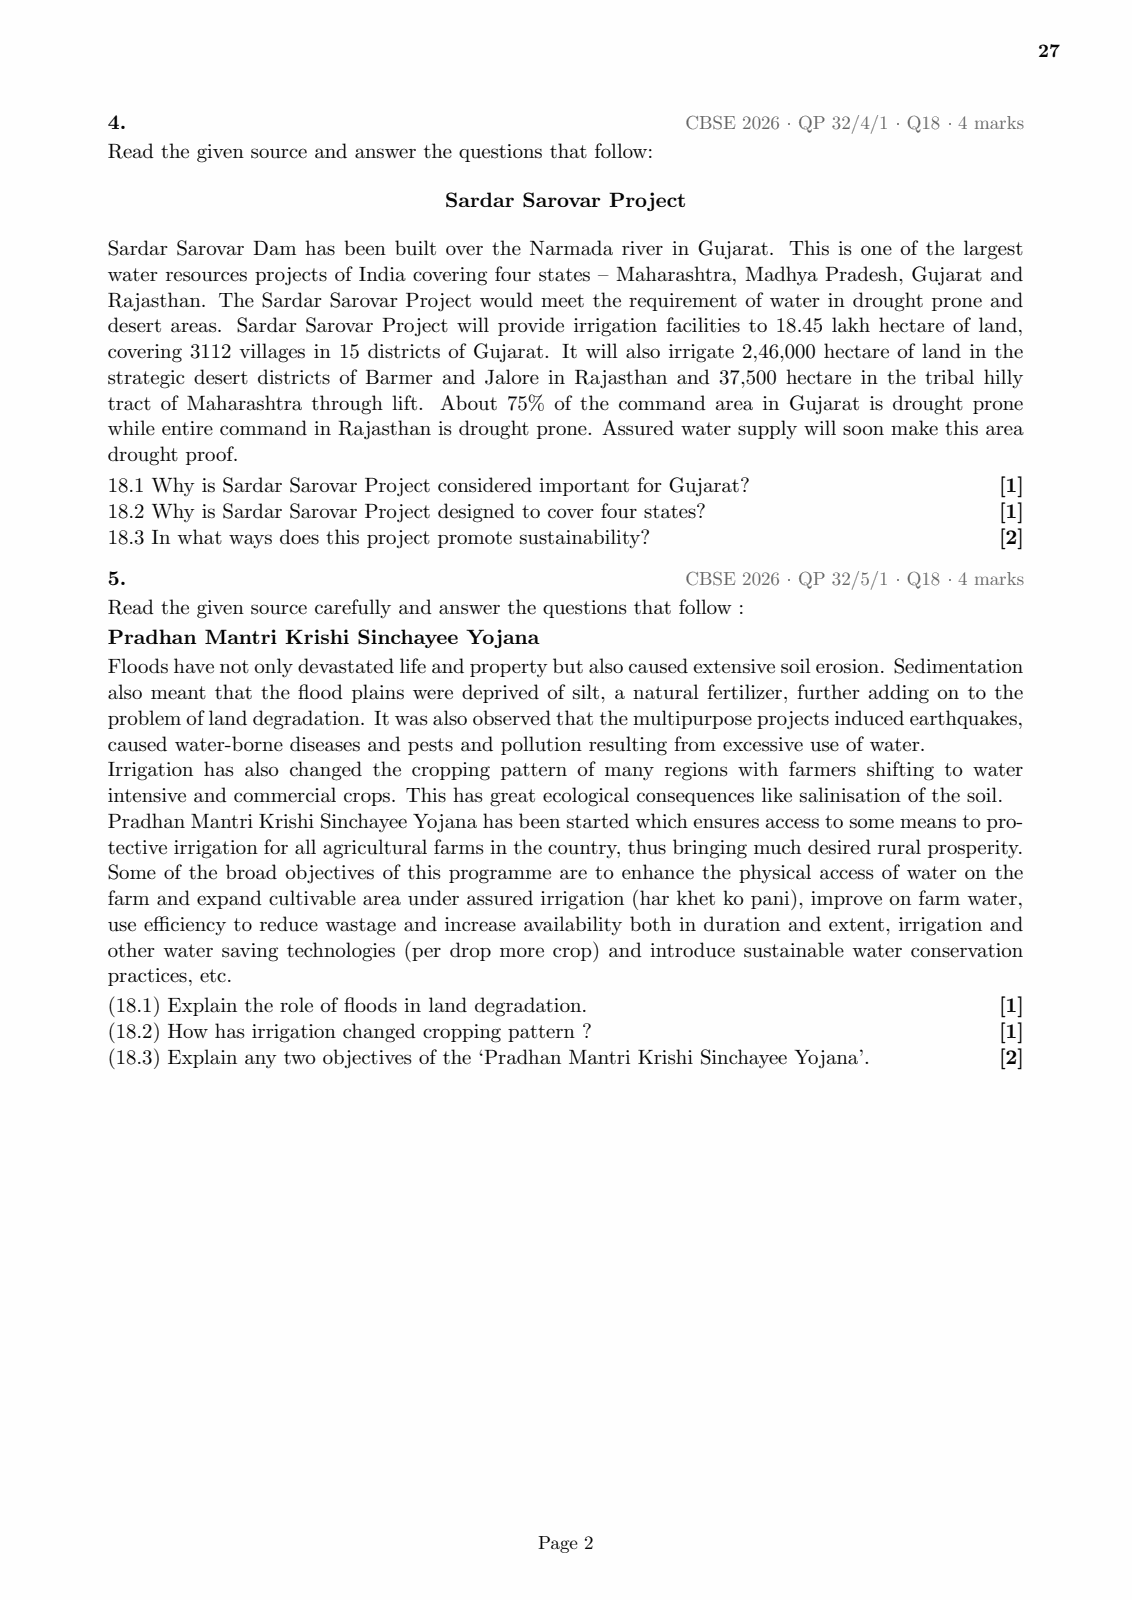 27
4.
CBSE 2026 · QP 32/4/1 · Q18 · 4 marks
Read the given source and answer the questions that follow:
Sardar Sarovar Project
Sardar Sarovar Dam has been built over the Narmada river in Gujarat. This is one of the largest
water resources projects of India covering four states – Maharashtra, Madhya Pradesh, Gujarat and
Rajasthan. The Sardar Sarovar Project would meet the requirement of water in drought prone and
desert areas. Sardar Sarovar Project will provide irrigation facilities to 18.45 lakh hectare of land,
covering 3112 villages in 15 districts of Gujarat. It will also irrigate 2,46,000 hectare of land in the
strategic desert districts of Barmer and Jalore in Rajasthan and 37,500 hectare in the tribal hilly
tract of Maharashtra through lift. About 75% of the command area in Gujarat is drought prone
while entire command in Rajasthan is drought prone. Assured water supply will soon make this area
drought proof.
18.1 Why is Sardar Sarovar Project considered important for Gujarat? [1]
18.2 Why is Sardar Sarovar Project designed to cover four states? [1]
18.3 In what ways does this project promote sustainability? [2]
5.
CBSE 2026 · QP 32/5/1 · Q18 · 4 marks
Read the given source carefully and answer the questions that follow :
Pradhan Mantri Krishi Sinchayee Yojana
Floods have not only devastated life and property but also caused extensive soil erosion. Sedimentation
also meant that the flood plains were deprived of silt, a natural fertilizer, further adding on to the
problem of land degradation. It was also observed that the multipurpose projects induced earthquakes,
caused water-borne diseases and pests and pollution resulting from excessive use of water.
Irrigation has also changed the cropping pattern of many regions with farmers shifting to water
intensive and commercial crops. This has great ecological consequences like salinisation of the soil.
Pradhan Mantri Krishi Sinchayee Yojana has been started which ensures access to some means to pro-
tective irrigation for all agricultural farms in the country, thus bringing much desired rural prosperity.
Some of the broad objectives of this programme are to enhance the physical access of water on the
farm and expand cultivable area under assured irrigation (har khet ko pani), improve on farm water,
use efficiency to reduce wastage and increase availability both in duration and extent, irrigation and
other water saving technologies (per drop more crop) and introduce sustainable water conservation
practices, etc.
(18.1) Explain the role of floods in land degradation. [1]
(18.2) How has irrigation changed cropping pattern ? [1]
(18.3) Explain any two objectives of the ‘Pradhan Mantri Krishi Sinchayee Yojana’. [2]
Page 2